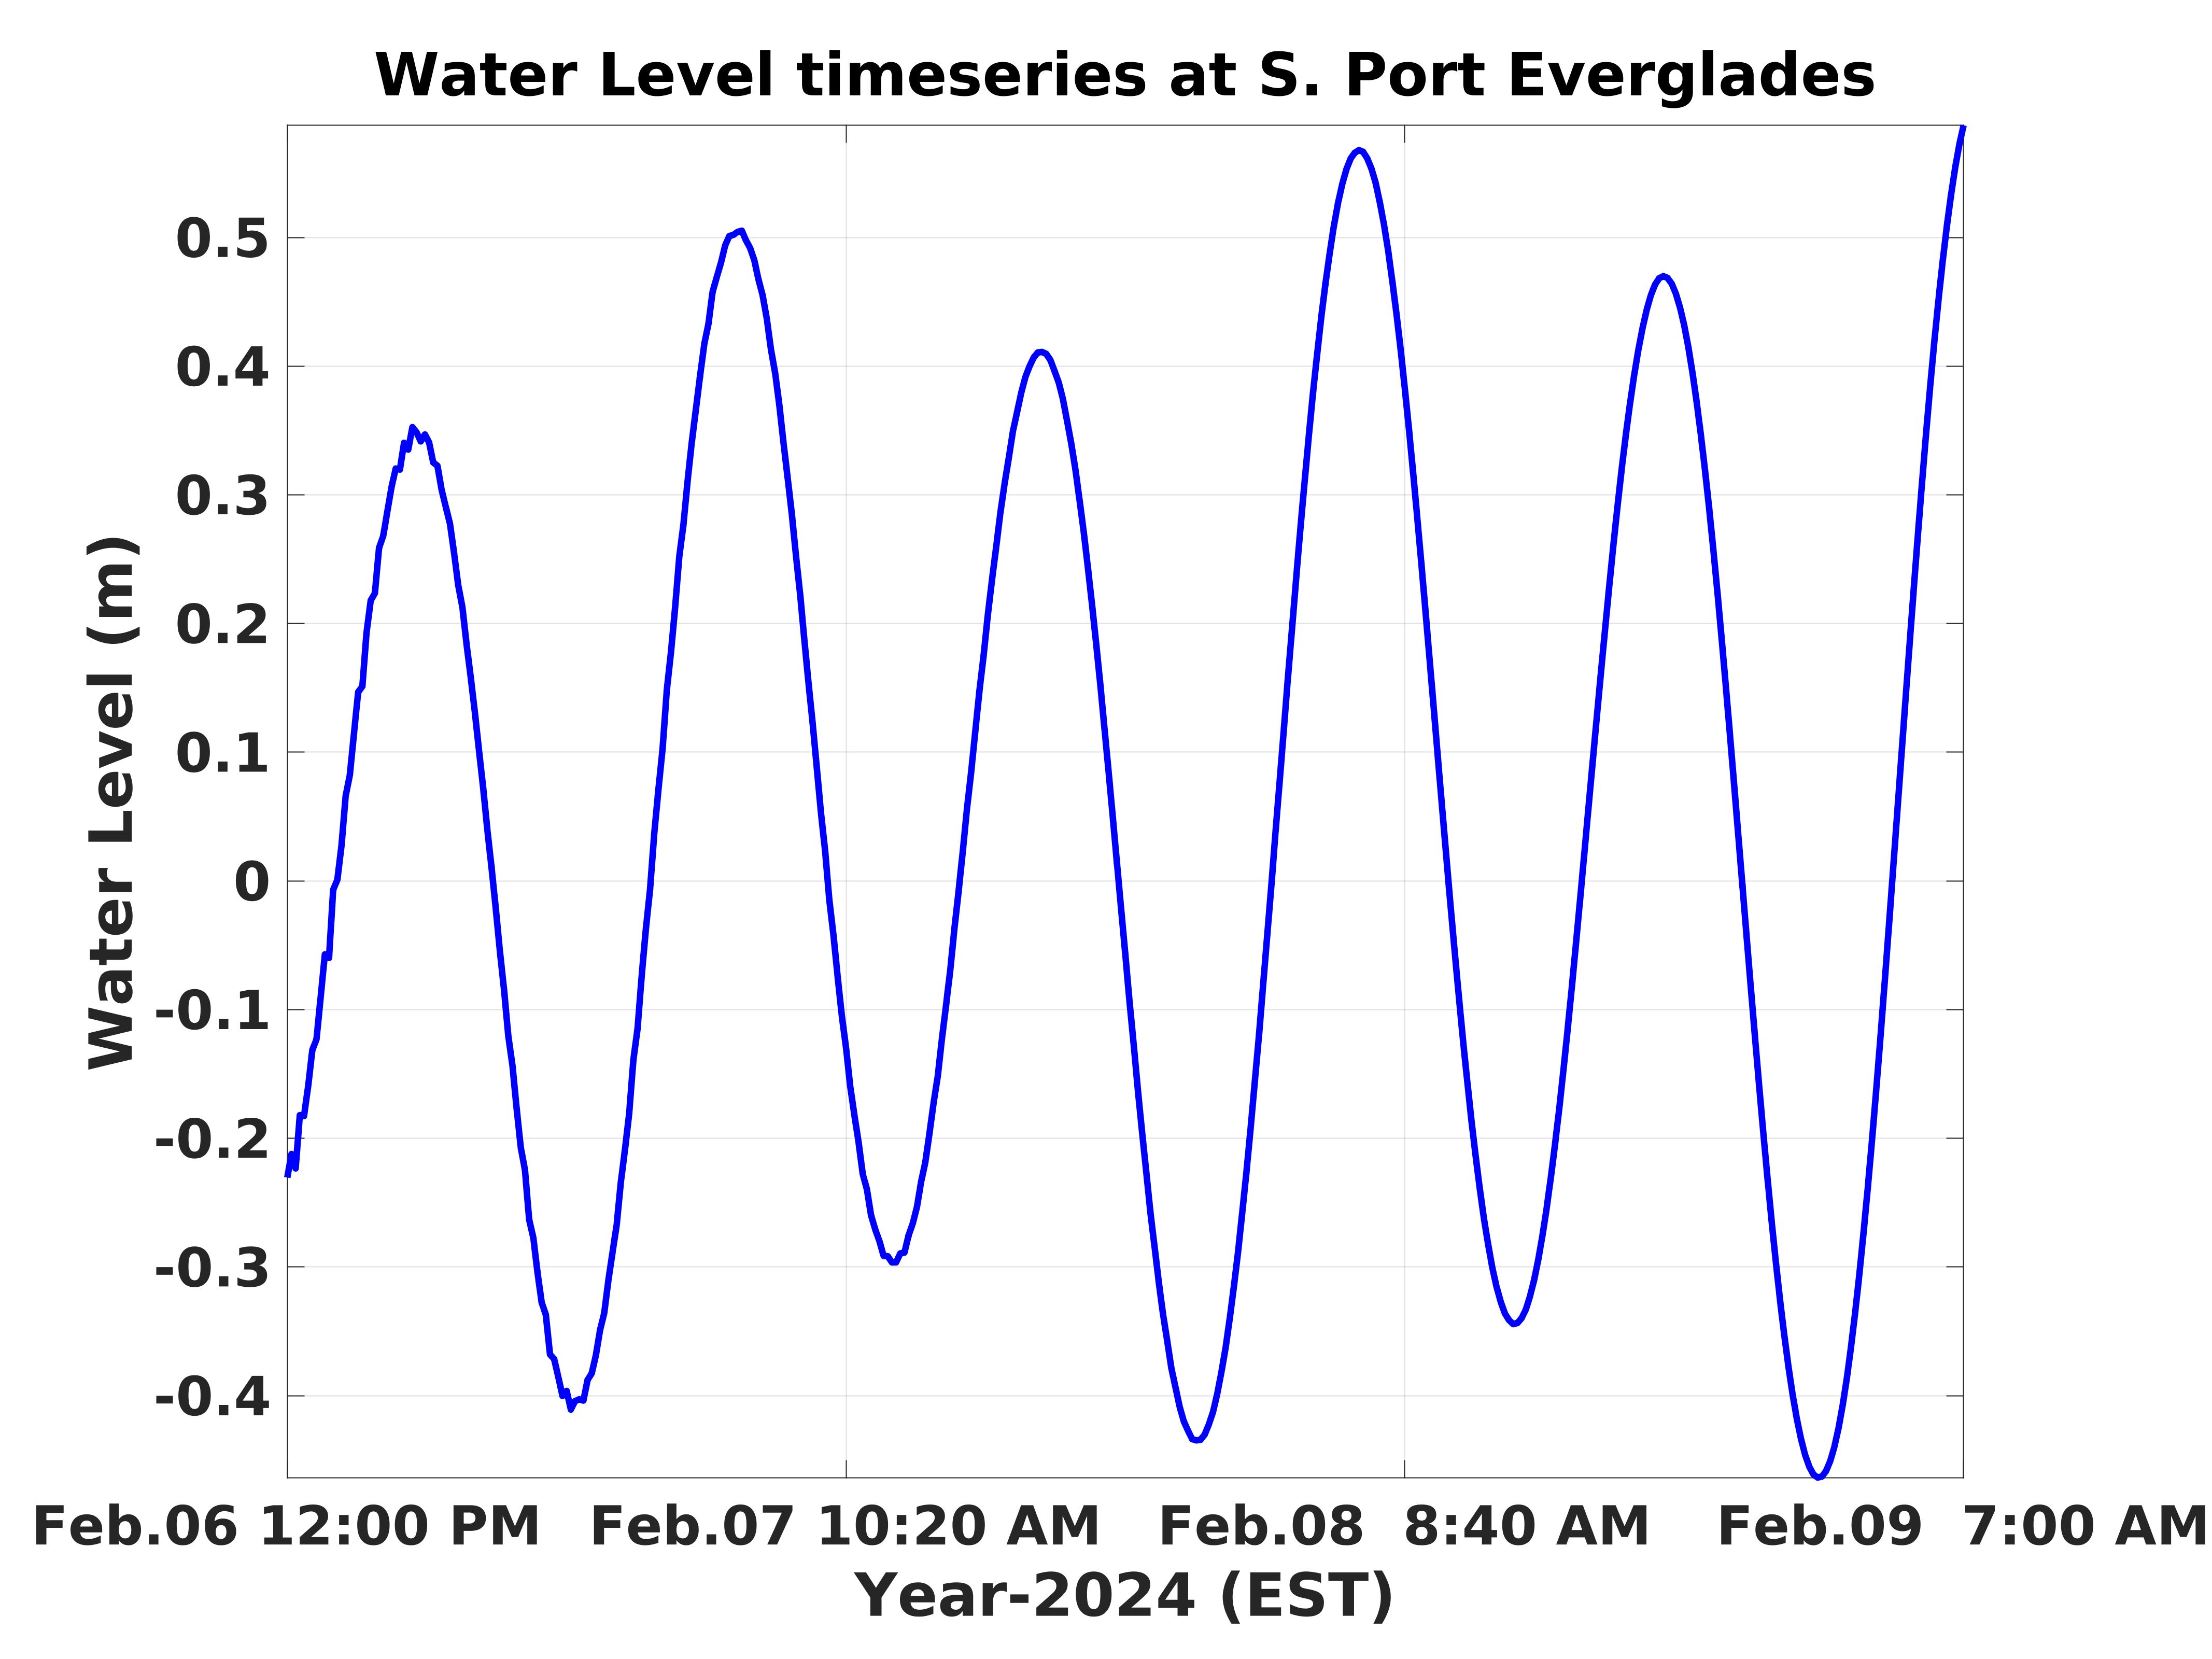 Water Level timeseries at S. Port Everglades
Water Level (m)
0.5
0.4
0.3
0.2
0.1
0
-0.1
-0.2
-0.3
-0.4
Feb.06 12:00 PM Feb.07 10:20 AM Feb.08 8:40 AM Feb.09 7:00 AM
Year-2024 (EST)